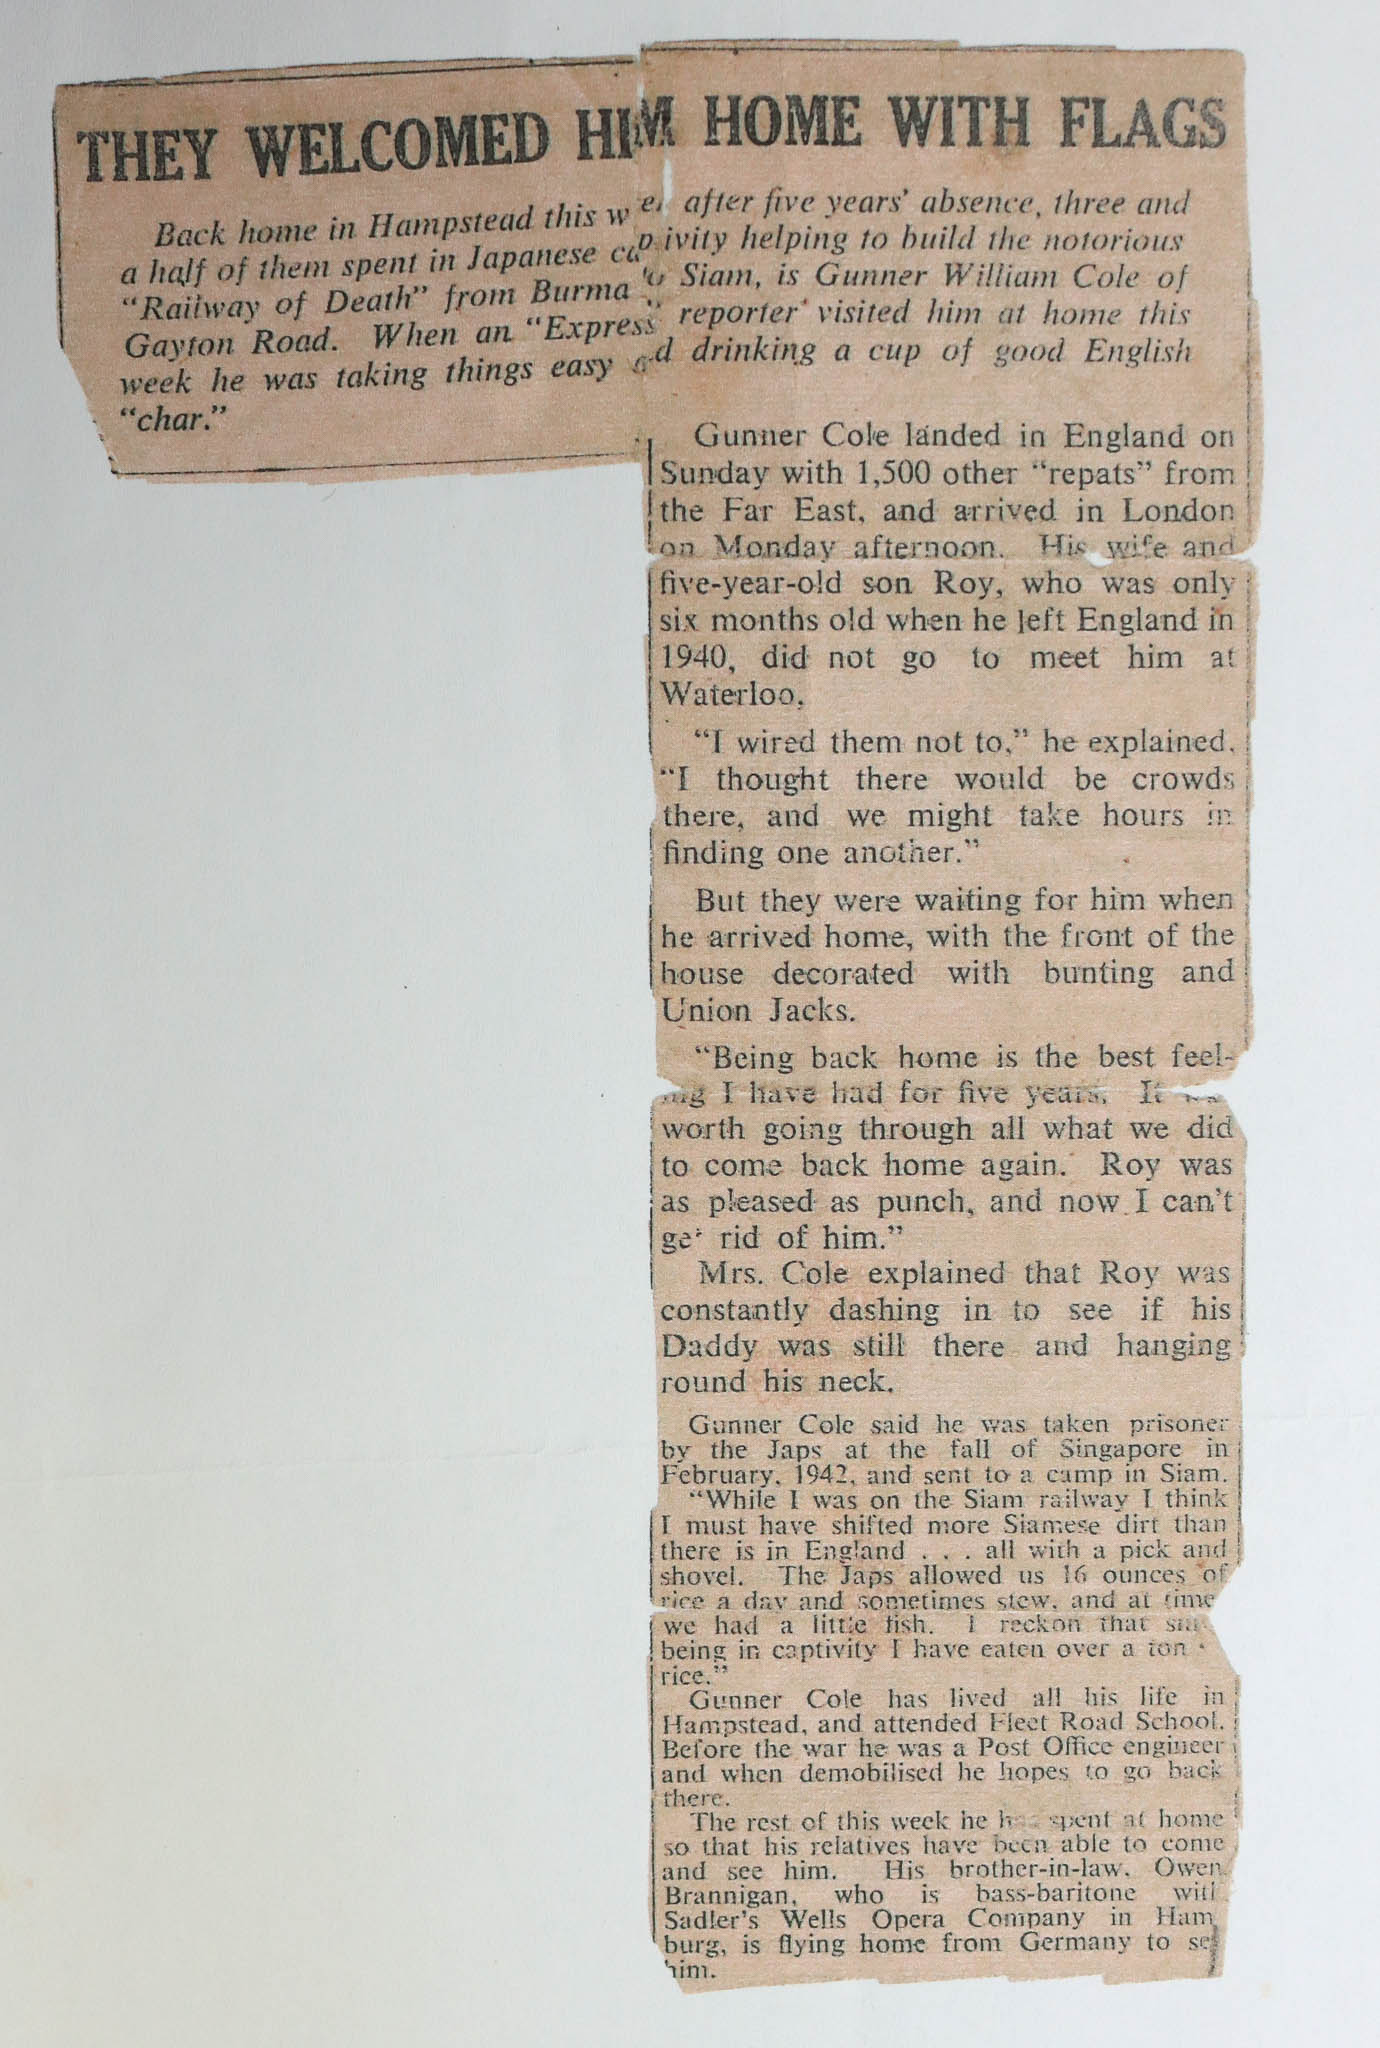 THEY WELCOMED HIM HOME WITH FLAGS
Back home in Hampstead this after five years' absence, three and
a half of them spent in Japanese captivity helping to build the notorious
“Railway of Death” from Burma to Siam, is Gunner William Cole of
Gayton Road. When an “Express” reporter visited him at home this
week he was taking things easy and drinking a cup of good English
“char.”
Gunner Cole landed in England on
Sunday with 1,500 other “repats” from
the Far East, and arrived in London
on Monday afternoon. His wife and
five-year-old son Roy, who was only
six months old when he left England in
1940, did not go to meet him at
Waterloo.
“I wired them not to,” he explained.
“I thought there would be crowds
there, and we might take hours in
finding one another.”
But they were waiting for him when
he arrived home, with the front of the
house decorated with bunting and
Union Jacks.
“Being back home is the best feel-
ing I have had for five years. It
worth going through all what we did
to come back home again. Roy was
as pleased as punch, and now I can't
get rid of him.”
Mrs. Cole explained that Roy was
constantly dashing in to see if his
Daddy was still there and hanging
round his neck.
Gunner Cole said he was taken prisoner
by the Japs at the fall of Singapore in
February, 1942, and sent to a camp in Siam.
“While I was on the Siam railway I think
I must have shifted more Siamese dirt than
there is in England . . . all with a pick and
shovel. The Japs allowed us 16 ounces of
rice a day and sometimes stew, and at times
we had a little fish. I reckon that
being in captivity I have eaten over a ton
rice.”
Gunner Cole has lived all his life in
Hampstead, and attended Fleet Road School.
Before the war he was a Post Office engineer
and when demobilised he hopes to go back
there.
The rest of this week he has spent at home
so that his relatives have been able to come
and see him. His brother-in-law, Owen
Brannigan, who is bass-baritone with
Sadler's Wells Opera Company in Ham
burg, is flying home from Germany to see
him.